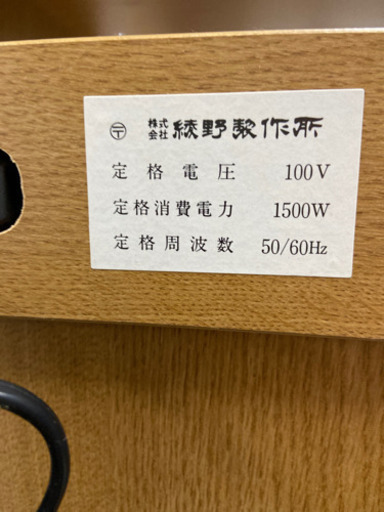 〶 株式会社 綾野製作所
定格電圧 100V
定格消費電力 1500W
定格周波数 50/60Hz